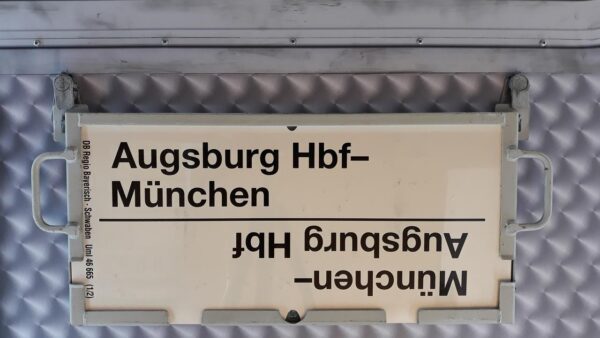 Augsburg Hbf–
München
München–
Augsburg Hbf
DB Regio Bayerisch - Schwaben Uml 46 665 (1/2)